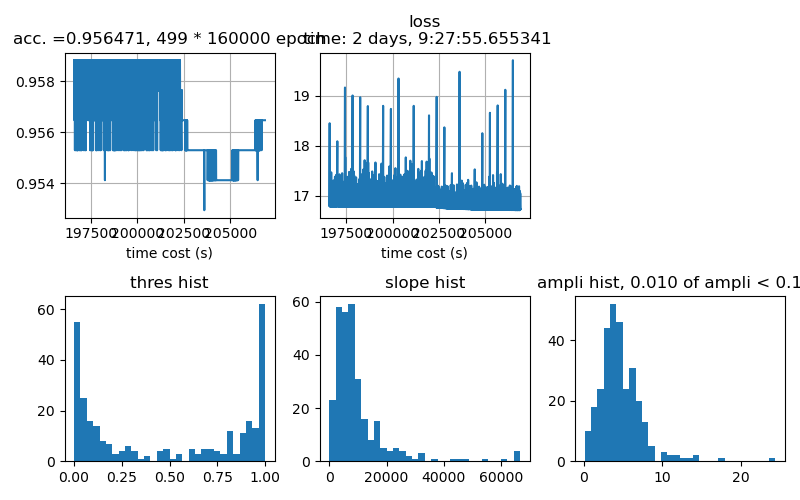 loss
acc. =0.956471, 499 * 160000 epoch
time: 2 days, 9:27:55.655341
0.958
0.956
0.954
197500
200000
202500
205000
time cost (s)
19
18
17
197500
200000
202500
205000
time cost (s)
thres hist
60
40
20
0
0.00 0.25 0.50 0.75 1.00
slope hist
60
40
20
0
0 20000 40000 60000
ampli hist, 0.010 of ampli < 0.1
40
20
0
0 10 20